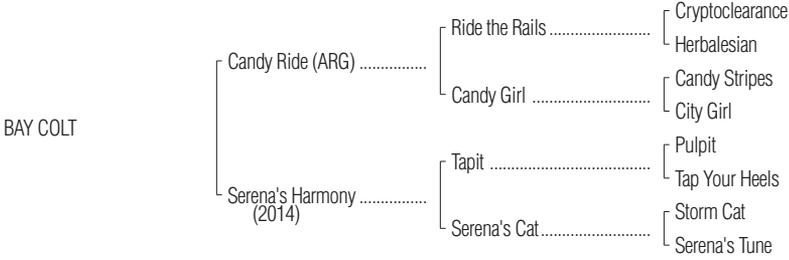 Cryptoclearance
Ride the Rails ........................
Herbalesian
Candy Ride (ARG) ................
Candy Stripes
Candy Girl ............................
City Girl
BAY COLT
Pulpit
Tapit ......................................
Tap Your Heels
Serena's Harmony ................
(2014)
Storm Cat
Serena's Cat..........................
Serena's Tune